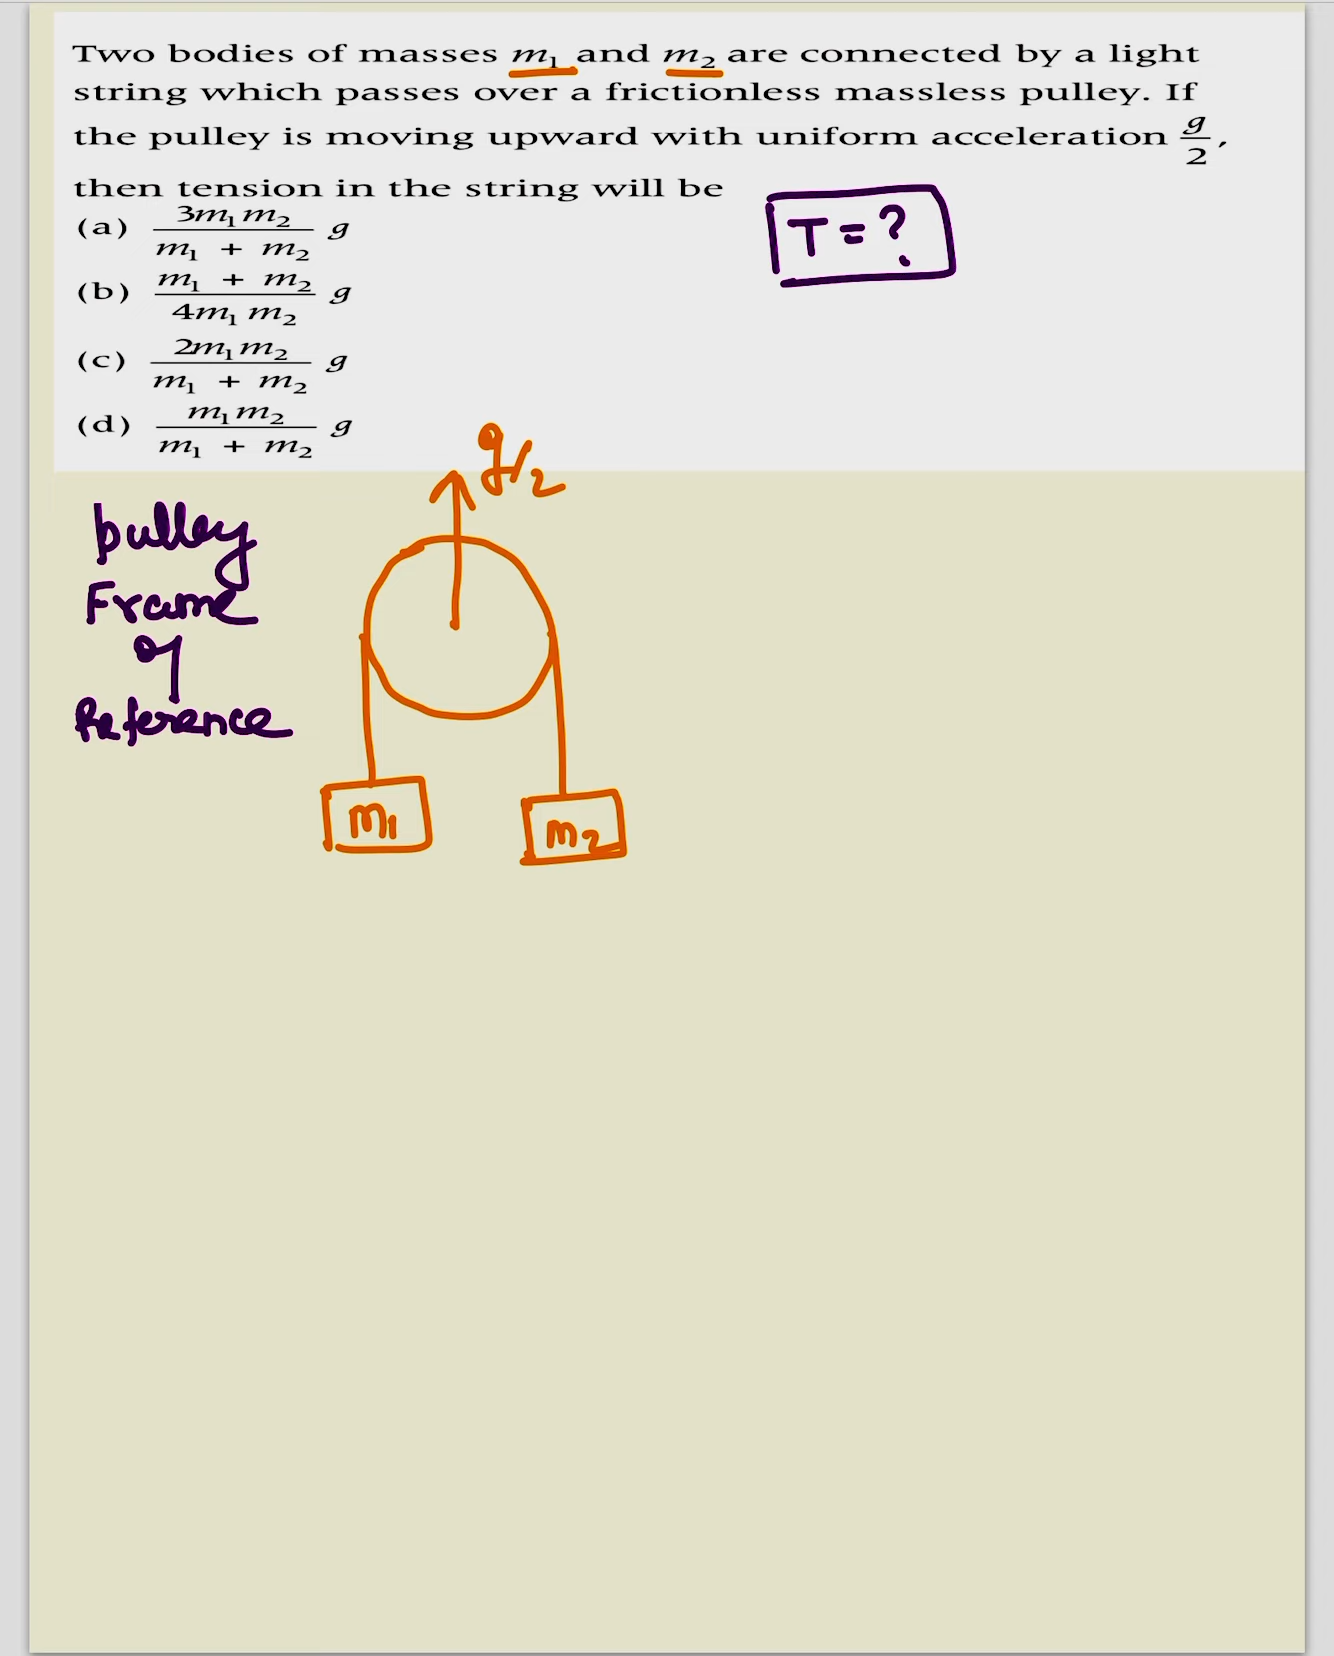 Two bodies of masses m₁ and m₂ are connected by a light
string which passes over a frictionless massless pulley. If
the pulley is moving upward with uniform acceleration g/2,
then tension in the string will be
(a) 3m₁m₂/(m₁ + m₂) g
(b) (m₁ + m₂)/(4m₁m₂) g
(c) 2m₁m₂/(m₁ + m₂) g
(d) m₁m₂/(m₁ + m₂) g
T = ?
g/2
pulley
Frame
of
Reference
m₁
m₂